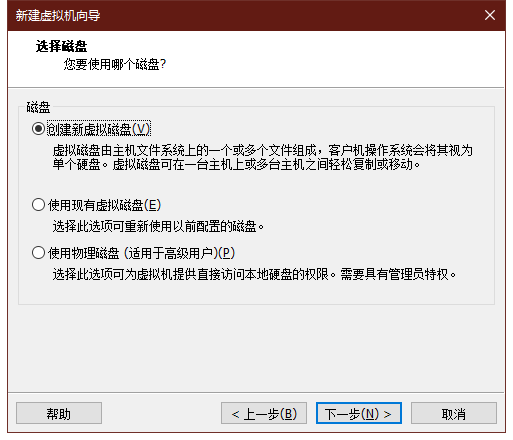 新建虚拟机向导
选择磁盘
您要使用哪个磁盘?
磁盘
创建新虚拟磁盘(V)
虚拟磁盘由主机文件系统上的一个或多个文件组成，客户机操作系统会将其视为
单个硬盘。虚拟磁盘可在一台主机上或多台主机之间轻松复制或移动。
使用现有虚拟磁盘(E)
选择此选项可重新使用以前配置的磁盘。
使用物理磁盘 (适用于高级用户)(P)
选择此选项可为虚拟机提供直接访问本地硬盘的权限。需要具有管理员特权。
帮助
< 上一步(B)
下一步(N) >
取消